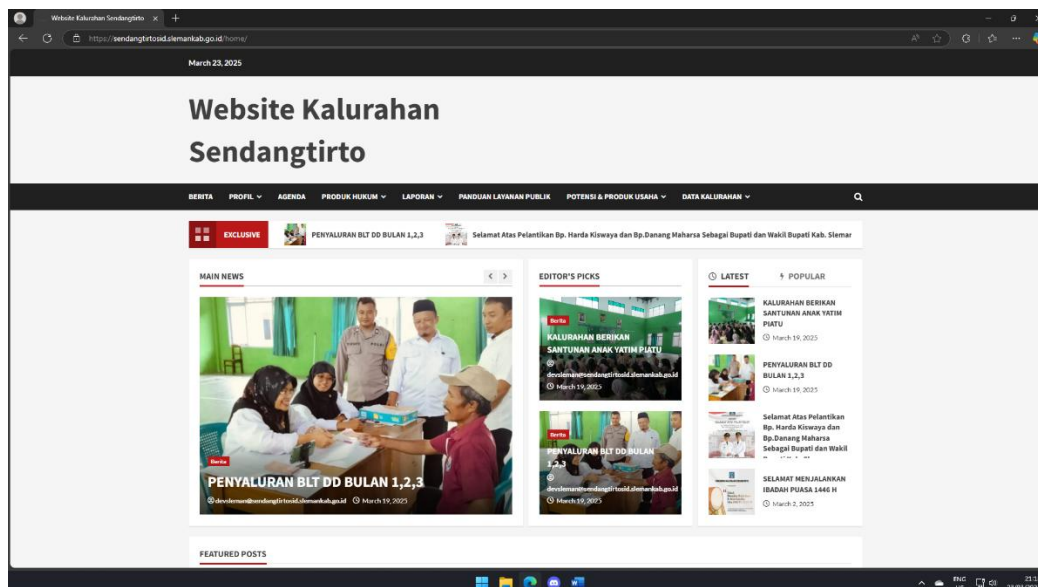 Website Kalurahan Sendangtirto
https://sendangtirtosid.slemankab.go.id/home/
March 23, 2025
Website Kalurahan
Sendangtirto
BERITA PROFIL AGENDA PRODUK HUKUM LAPORAN PANDUAN LAYANAN PUBLIK POTENSI & PRODUK USAHA DATA KALURAHAN
EXCLUSIVE PENYALURAN BLT DD BULAN 1,2,3 Selamat Atas Pelantikan Bp. Harda Kiswaya dan Bp.Danang Maharsa Sebagai Bupati dan Wakil Bupati Kab. Slemar
MAIN NEWS
Berita
PENYALURAN BLT DD BULAN 1,2,3
devsleman@sendangtirtosid.slemankab.go.id March 19, 2025
EDITOR'S PICKS
Berita
KALURAHAN BERIKAN
SANTUNAN ANAK YATIM PIATU
devsleman@sendangtirtosid.slemankab.go.id
March 19, 2025
Berita
PENYALURAN BLT DD BULAN
1,2,3
devsleman@sendangtirtosid.slemankab.go.id
March 19, 2025
LATEST POPULAR
KALURAHAN BERIKAN
SANTUNAN ANAK YATIM
PIATU
March 19, 2025
PENYALURAN BLT DD
BULAN 1,2,3
March 19, 2025
Selamat Atas Pelantikan
Bp. Harda Kiswaya dan
Bp.Danang Maharsa
Sebagai Bupati dan Wakil
SELAMAT MENJALANKAN
IBADAH PUASA 1446 H
March 2, 2025
FEATURED POSTS
ENG